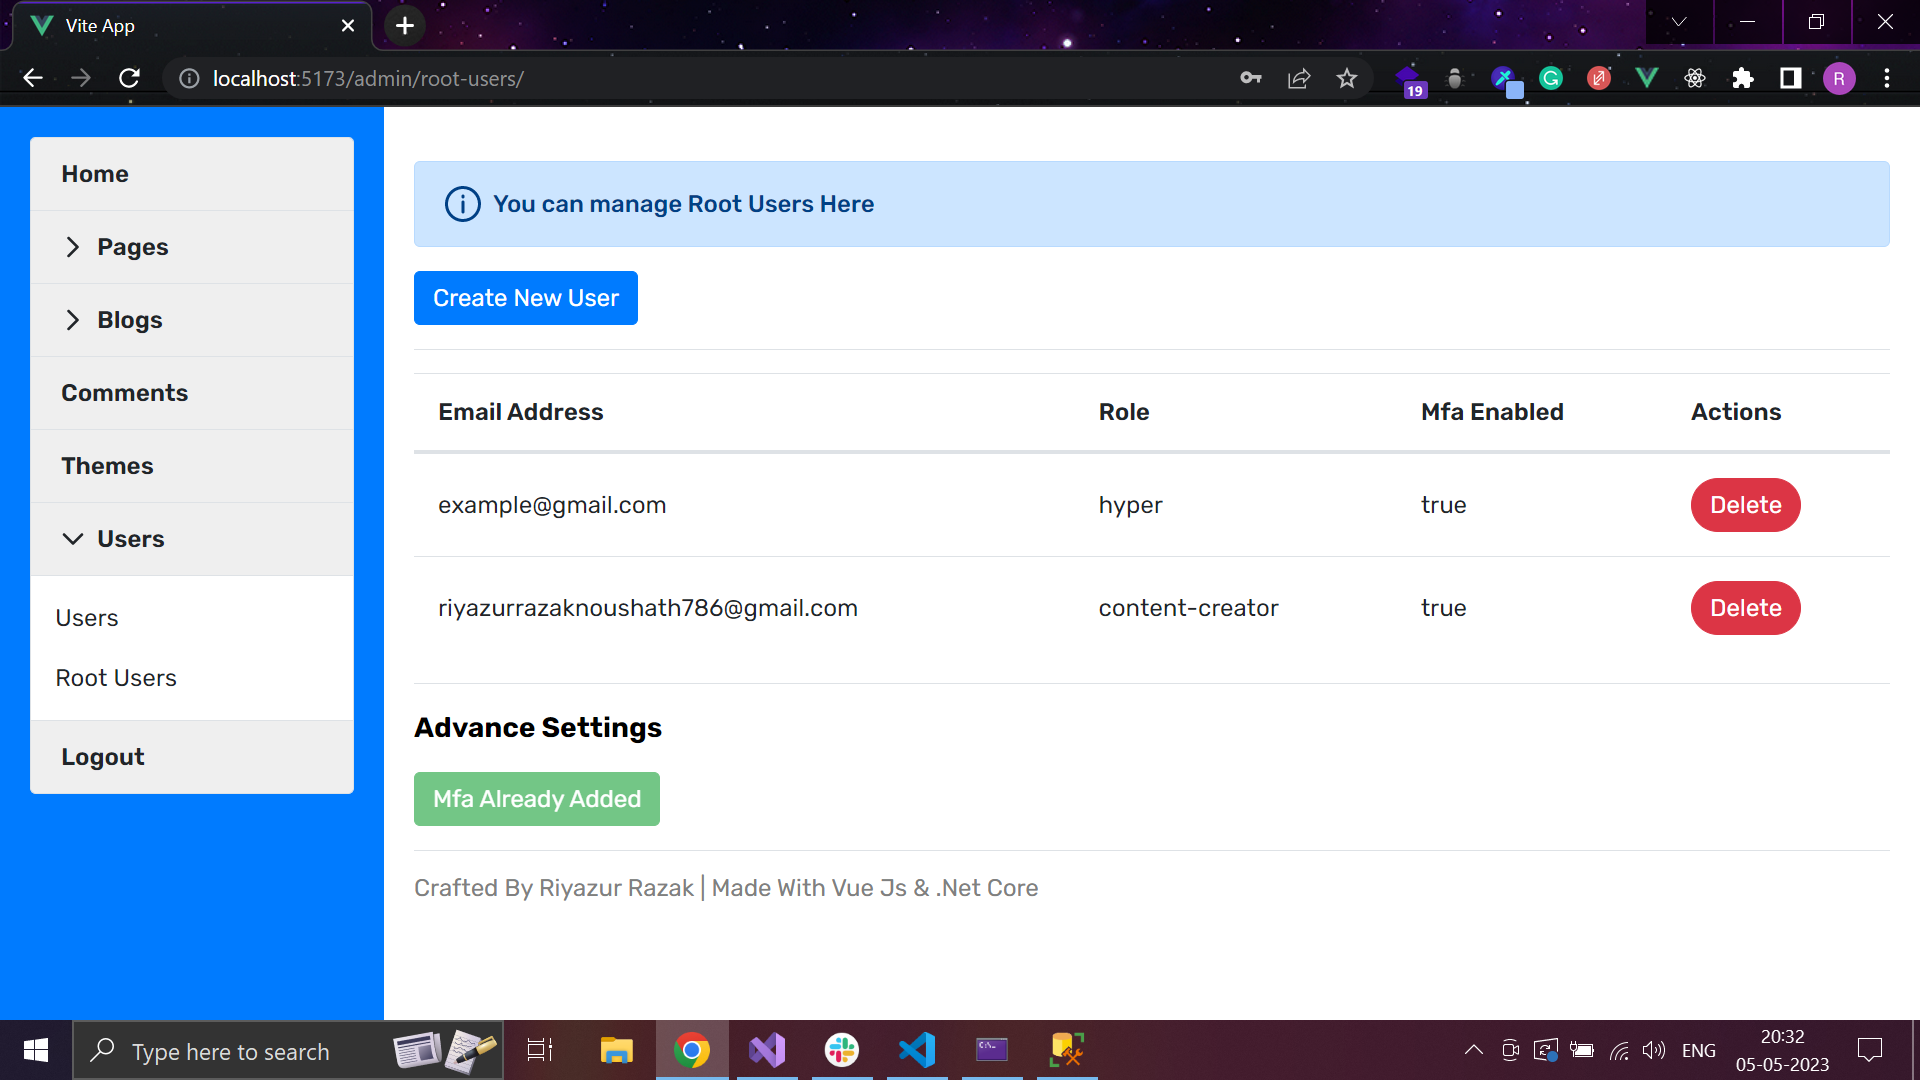 Vite App
localhost:5173/admin/root-users/
19
R
Home
Pages
Blogs
Comments
Themes
Users
Users
Root Users
Logout
You can manage Root Users Here
Create New User
Email Address Role Mfa Enabled Actions
example@gmail.com hyper true Delete
riyazurrazaknoushath786@gmail.com content-creator true Delete
Advance Settings
Mfa Already Added
Crafted By Riyazur Razak | Made With Vue Js & .Net Core
Type here to search
ENG
20:32
05-05-2023